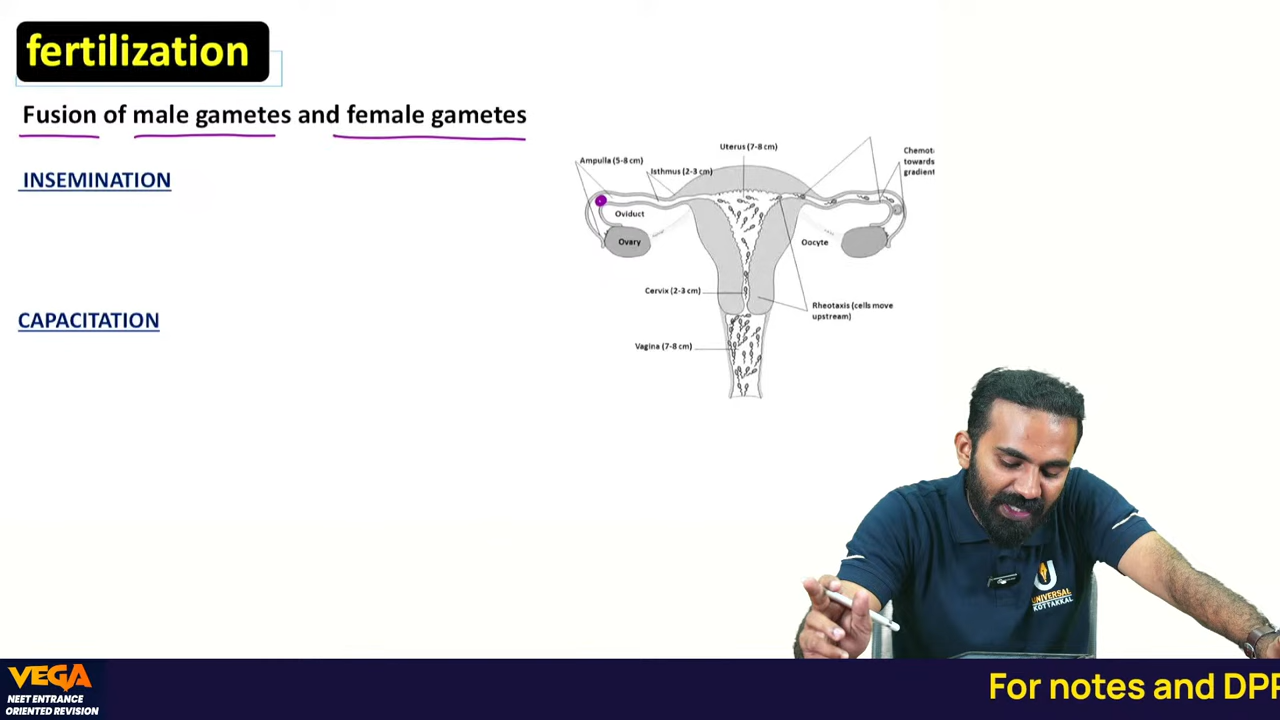 fertilization
Fusion of male gametes and female gametes
INSEMINATION
CAPACITATION
Uterus (7-8 cm)
Ampulla (5-8 cm)
Isthmus (2-3 cm)
Chemot
towards
gradient
Oviduct
Ovary
Oocyte
Cervix (2-3 cm)
Rheotaxis (cells move
upstream)
Vagina (7-8 cm)
UNIVERSAL
KOTTAKKAL
VEGA
NEET ENTRANCE
ORIENTED REVISION
For notes and DPP